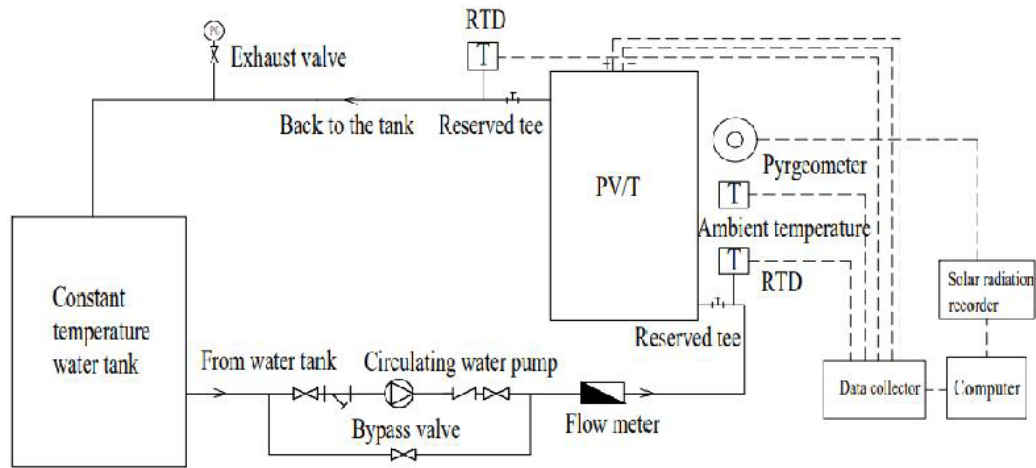 RTD
PG
T
Exhaust valve
Back to the tank
Reserved tee
PV/T
Pyrgeometer
T
Ambient temperature
T
RTD
Reserved tee
Constant
temperature
water tank
From water tank
Circulating water pump
Bypass valve
Flow meter
Solar radiation
recorder
Data collector
Computer